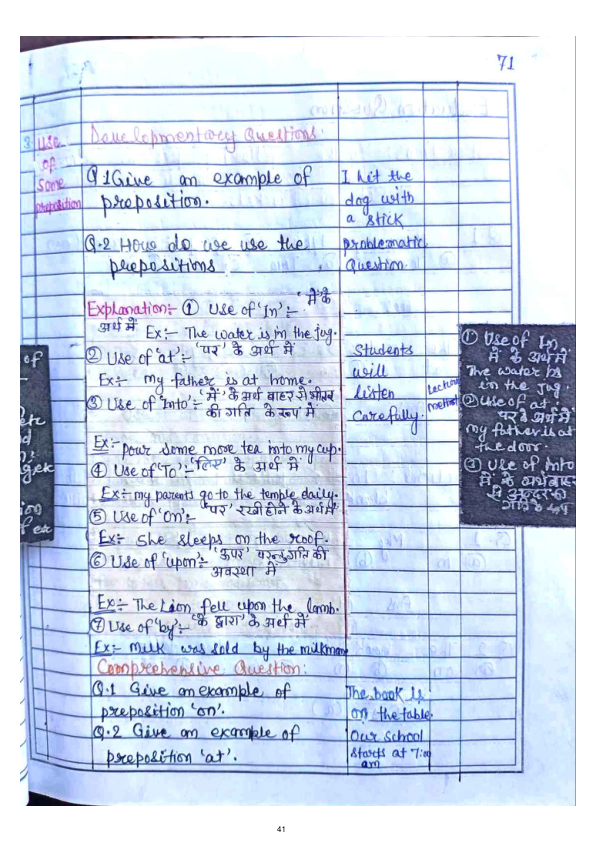 71
3 Use
of
Some
preposition
Developmentary Questions:
Q.1 Give an example of
preposition.
I hit the
dog with
a stick
Q.2 How do we use the
prepositions
problematic
Question.
Explanation:- ① Use of 'In':- 'में' के
अर्थ में Ex:- The water is in the jug.
② Use of 'at':- 'पर' के अर्थ में
Ex:- my father is at home.
③ Use of 'Into':- 'में' के अर्थ बाहर से भीतर
की गति के रूप में
Students
will
listen
carefully.
Lecture
method
Ex:- pour some more tea into my cup.
④ Use of 'To':- 'लिए' के अर्थ में
Ex:- my parents go to the temple daily.
⑤ Use of 'on':- 'पर' रखी होने के अर्थ में
Ex:- She sleeps on the roof.
⑥ Use of 'upon':- 'ऊपर' परन्तु गति की
अवस्था में
Ex:- The Lion fell upon the lamb.
⑦ Use of 'by':- 'के द्वारा' के अर्थ में
Ex:- Milk was sold by the milkman
Comprehensive Question:
Q.1 Give an example of
preposition 'on'.
The book is
on the table.
Q.2 Give an example of
preposition 'at'.
Our school
starts at 7:00
am
① Use of In,
में के अर्थ में
The water is
in the jug.
② Use of at.
पर के अर्थ में
my father is at
the door.
③ Use of Into
में के अर्थ बाहर
से अन्दर की
गति के रूप
of
41